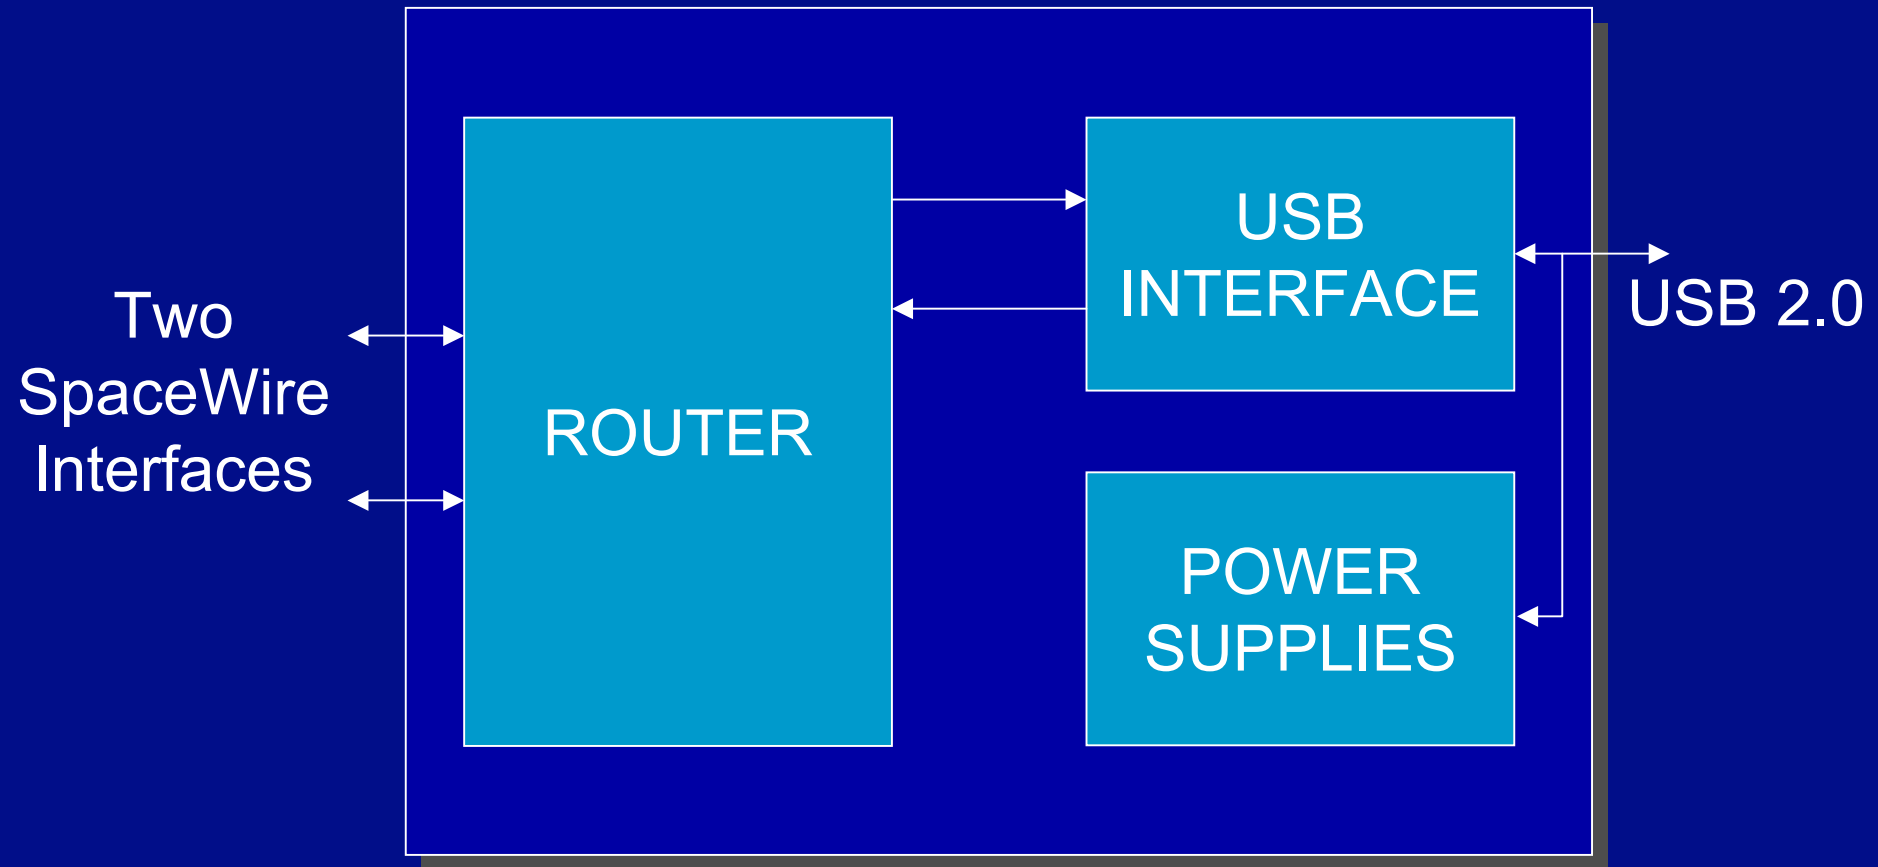 Two
SpaceWire
Interfaces
ROUTER
USB
INTERFACE
POWER
SUPPLIES
USB 2.0